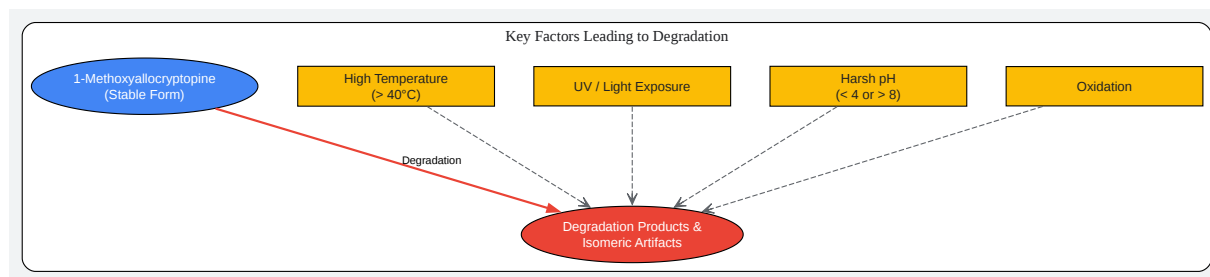 Key Factors Leading to Degradation
1-Methoxyallocryptopine
(Stable Form)
High Temperature
(> 40°C)
UV / Light Exposure
Harsh pH
(< 4 or > 8)
Oxidation
Degradation
Degradation Products &
Isomeric Artifacts